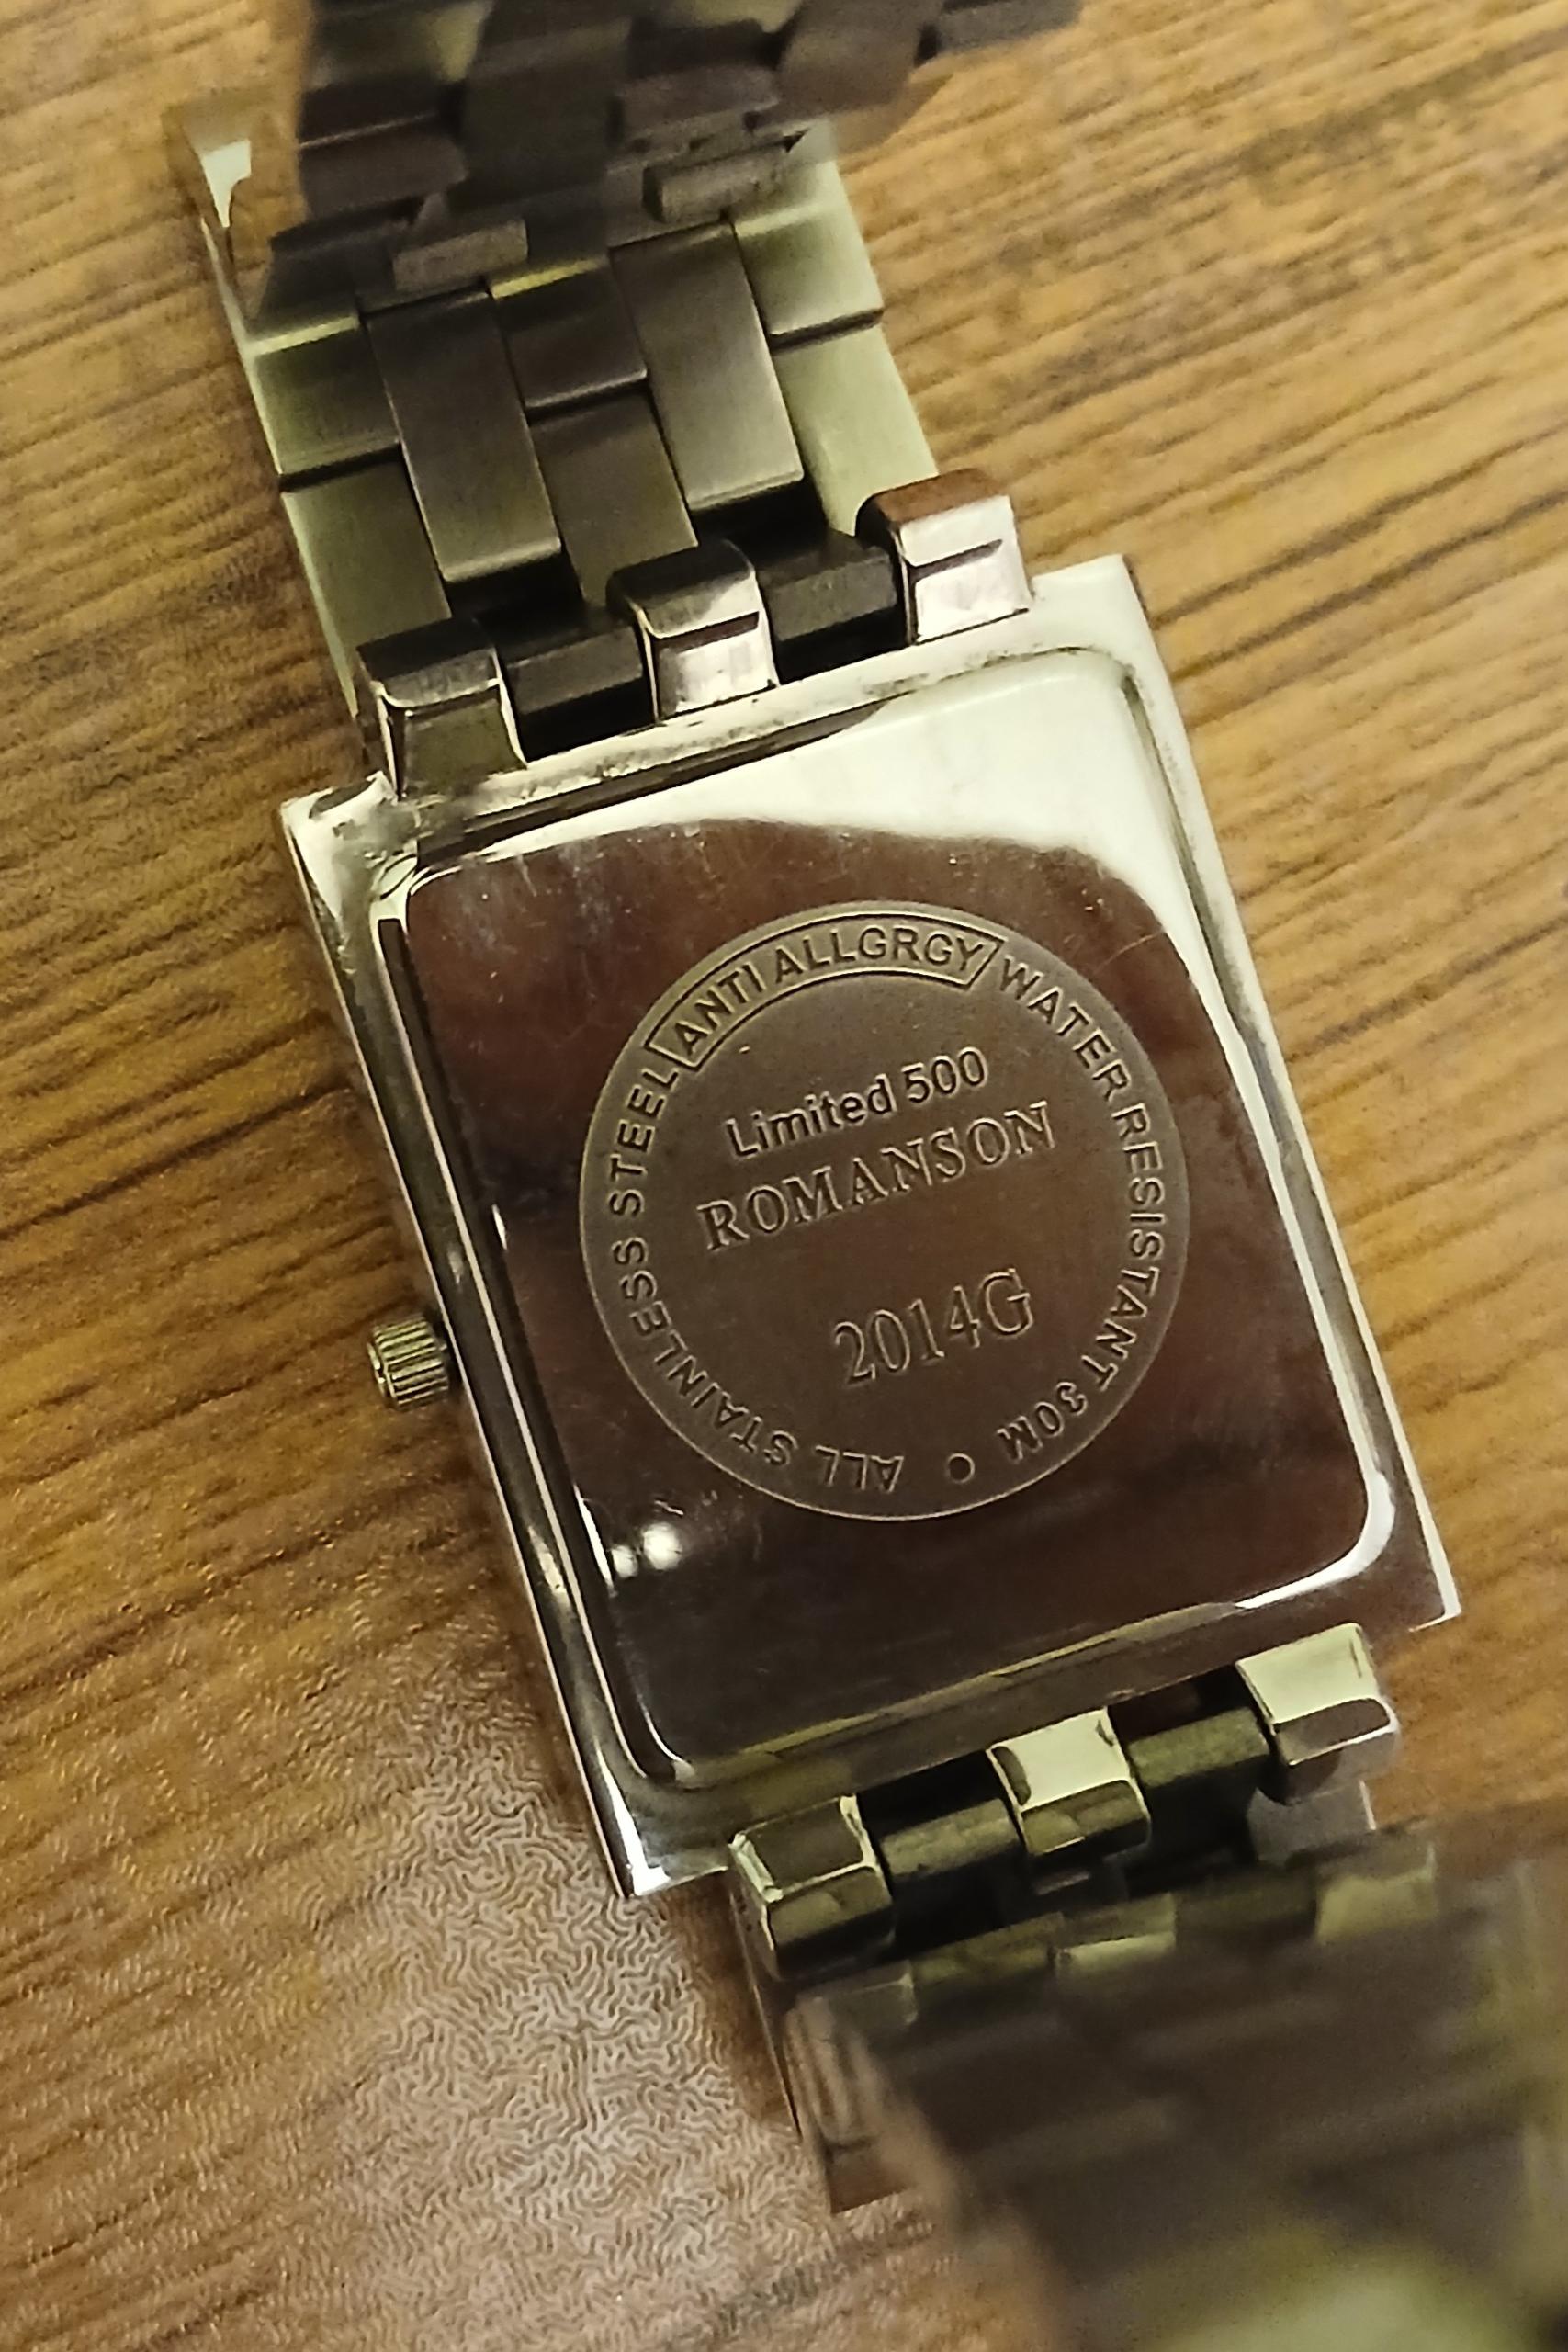 ALL STAINLESS STEEL ANTI ALLGRGY WATER RESISTANT 30M
Limited 500
ROMANSON
2014G